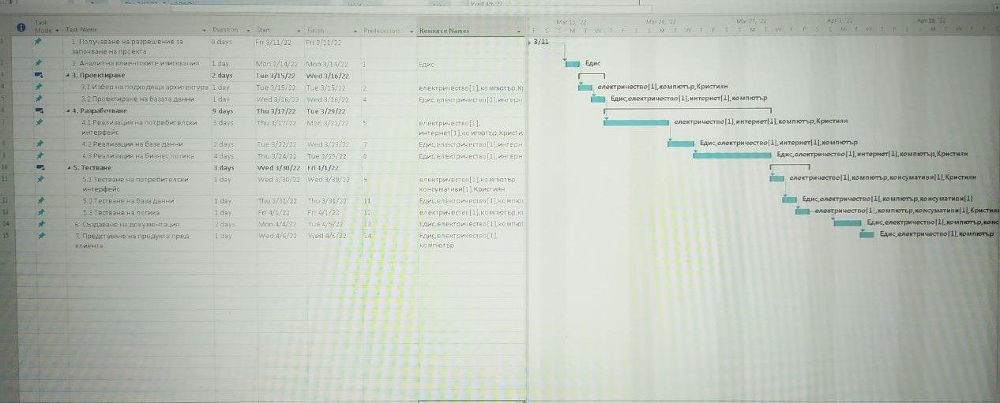 Wed 4/6/22
Task Mode Task Name Duration Start Finish Predecessors Resource Names
Mar 13, '22 Mar 20, '22 Mar 27, '22 Apr 3, '22 Apr 10, '22
1 1. Получаване на разрешение за 0 days Fri 3/11/22 Fri 3/11/22 3/11
започване на проекта
2 2. Анализ на клиентските изисквания 1 day Mon 3/14/22 Mon 3/14/22 1 Едис Едис
3 3. Проектиране 2 days Tue 3/15/22 Wed 3/16/22
4 3.1 Избор на подходяща архитектура 1 day Tue 3/15/22 Tue 3/15/22 2 електричество[1],компютър,К електричество[1],компютър,Кристиян
5 3.2 Проектиране на базата данни 1 day Wed 3/16/22 Wed 3/16/22 4 Едис,електричество[1],интерн Едис,електричество[1],интернет[1],компютър
6 4. Разработване 9 days Thu 3/17/22 Tue 3/29/22
7 4.1 Реализация на потребителски 3 days Thu 3/17/22 Mon 3/21/22 5 електричество[1], електричество[1],интернет[1],компютър,Кристиян
интерфейс интернет[1],компютър,Кристи
8 4.2 Реализация на база данни 2 days Tue 3/22/22 Wed 3/23/22 7 Едис,електричество[1],интерн Едис,електричество[1],интернет[1],компютър
9 4.3 Реализация на бизнес логика 4 days Thu 3/24/22 Tue 3/29/22 8 Едис,електричество[1],интерн Едис,електричество[1],интернет[1],компютър,Кристиян
10 5. Тестване 3 days Wed 3/30/22 Fri 4/1/22
11 5.1 Тестване на потребителски 1 day Wed 3/30/22 Wed 3/30/22 9 електричество[1],компютър, електричество[1],компютър,консумативи[1],Кристиян
интерфейс консумативи[1],Кристиян
12 5.2 Тестване на база данни 1 day Thu 3/31/22 Thu 3/31/22 11 Едис,електричество[1],компют Едис,електричество[1],компютър,консумативи[1]
13 5.3 Тестване на логика 1 day Fri 4/1/22 Fri 4/1/22 12 електричество[1],компютър,ко електричество[1],компютър,консумативи[1],Кристиян
14 6. Създаване на документация 2 days Mon 4/4/22 Tue 4/5/22 13 Едис,електричество[1],компют Едис,електричество[1],компютър,конс
15 7. Представяне на продукта пред 1 day Wed 4/6/22 Wed 4/6/22 14 Едис,електричество[1], Едис,електричество[1],компютър
клиента компютър